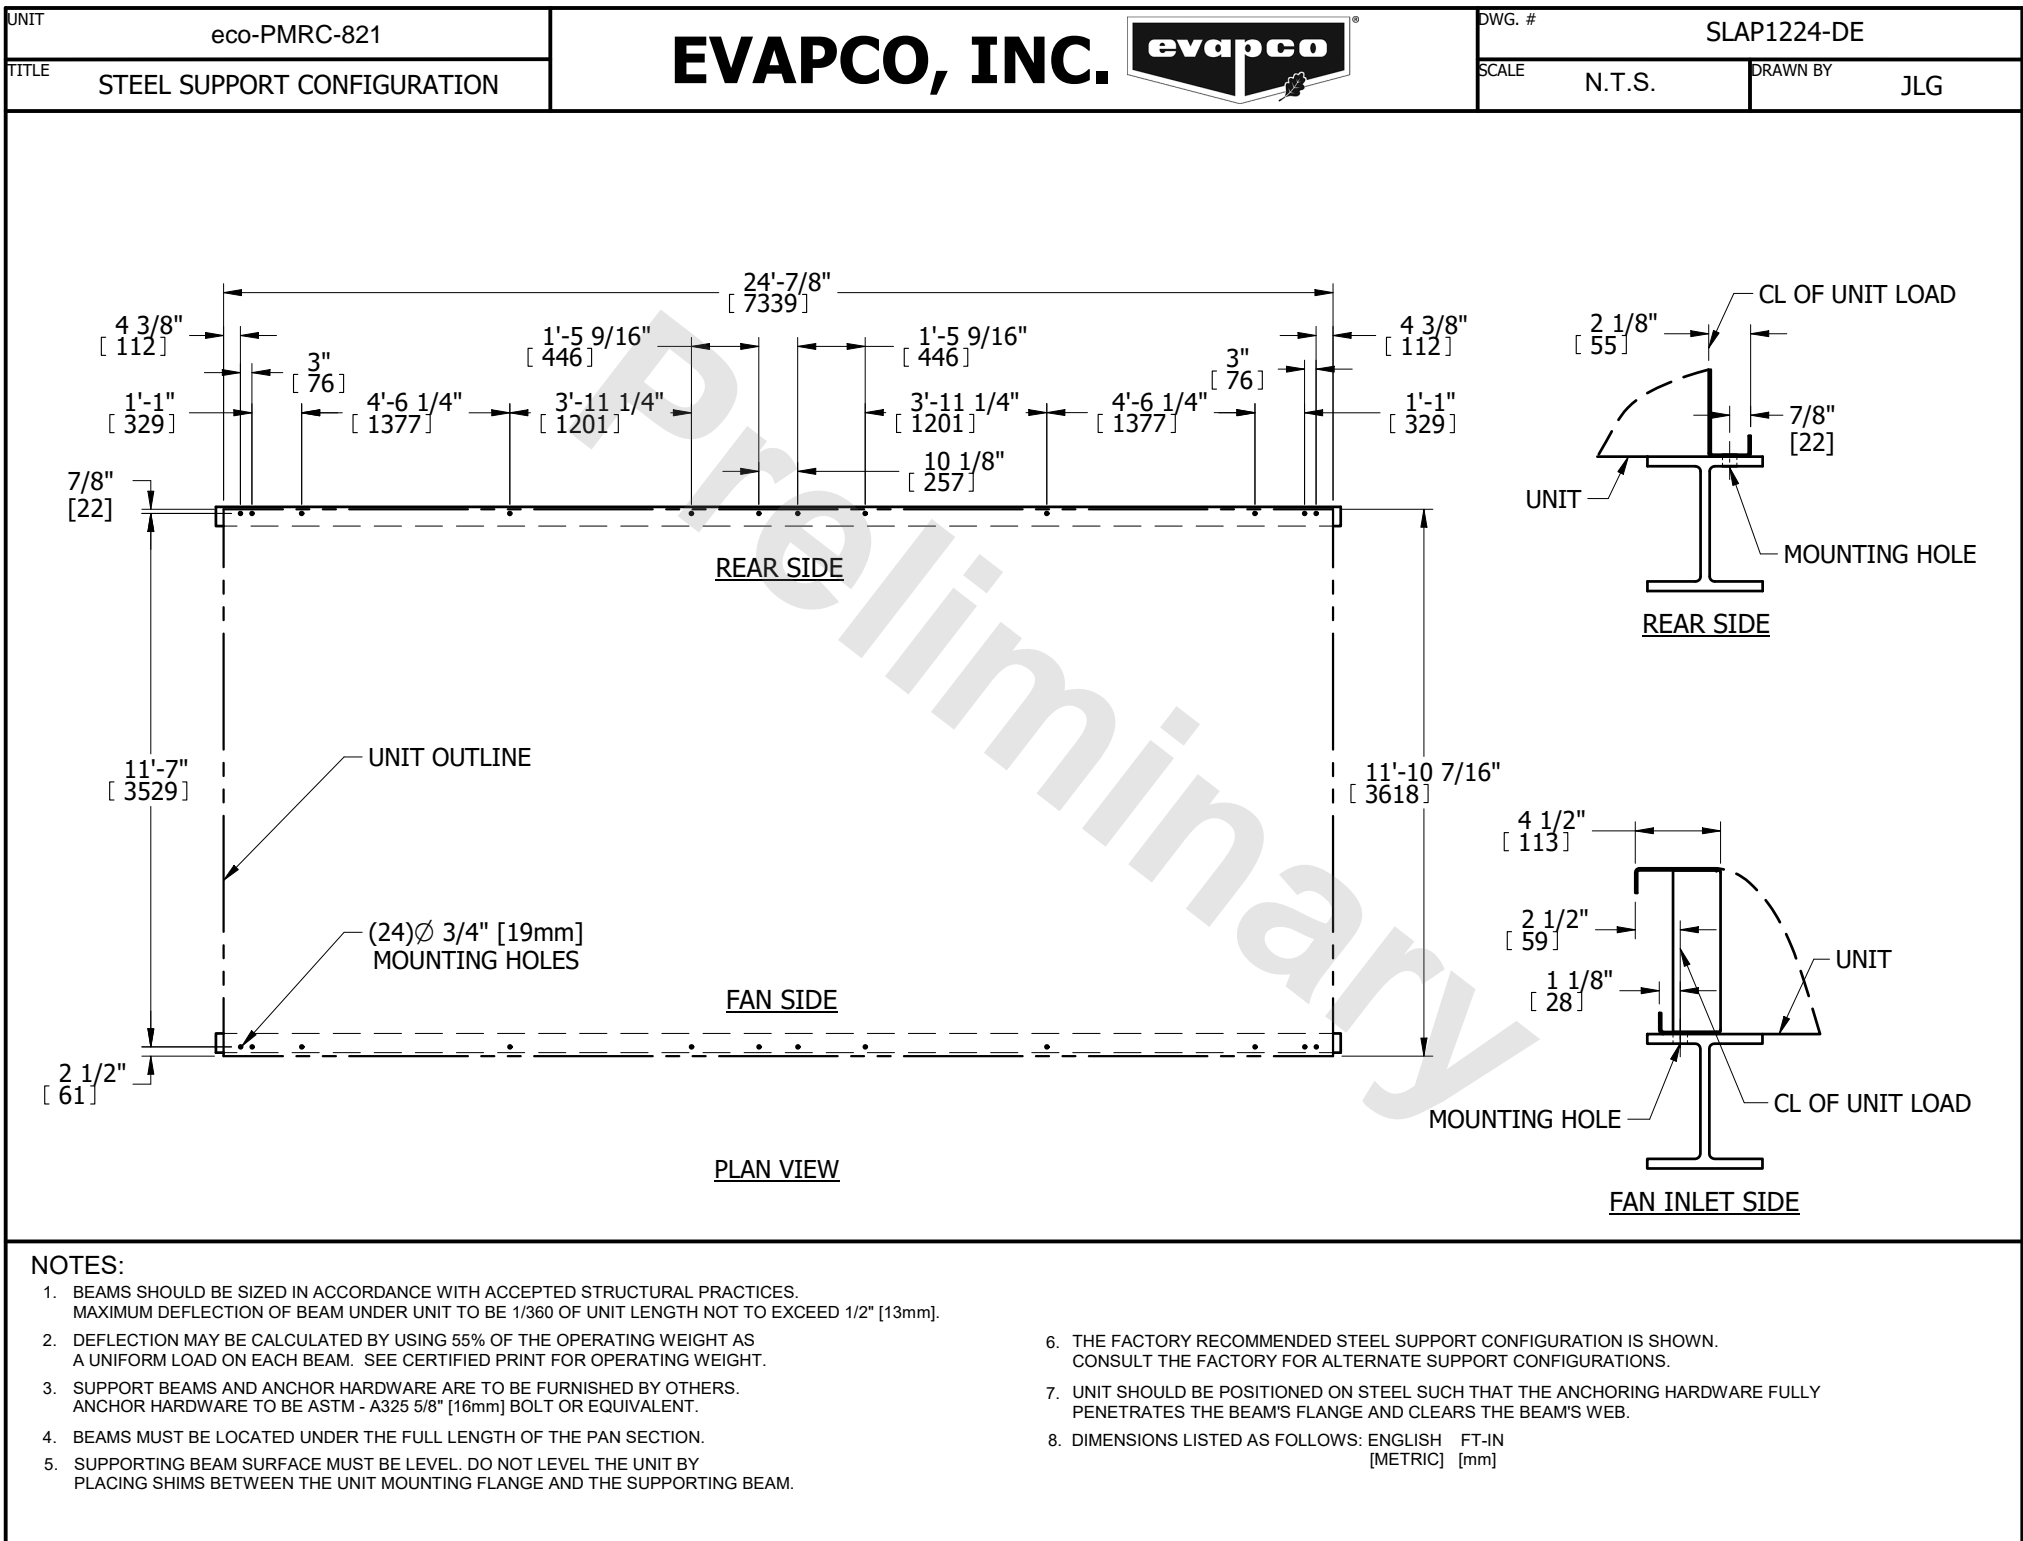 UNIT
eco-PMRC-821
TITLE
STEEL SUPPORT CONFIGURATION
EVAPCO, INC.
evapco
®
DWG. #
SLAP1224-DE
SCALE
N.T.S.
DRAWN BY
JLG
24'-7/8"
[ 7339]
4 3/8"
[ 112]
3"
[ 76]
1'-5 9/16"
[ 446]
1'-5 9/16"
[ 446]
3"
[ 76]
4 3/8"
[ 112]
1'-1"
[ 329]
4'-6 1/4"
[ 1377]
3'-11 1/4"
[ 1201]
3'-11 1/4"
[ 1201]
4'-6 1/4"
[ 1377]
1'-1"
[ 329]
10 1/8"
[ 257]
7/8"
[22]
REAR SIDE
UNIT OUTLINE
11'-7"
[ 3529]
11'-10 7/16"
[ 3618]
(24)Ø 3/4" [19mm]
MOUNTING HOLES
FAN SIDE
2 1/2"
[ 61]
PLAN VIEW
Preliminary
CL OF UNIT LOAD
2 1/8"
[ 55]
7/8"
[22]
UNIT
MOUNTING HOLE
REAR SIDE
4 1/2"
[ 113]
2 1/2"
[ 59]
1 1/8"
[ 28]
UNIT
CL OF UNIT LOAD
MOUNTING HOLE
FAN INLET SIDE
NOTES:
1. BEAMS SHOULD BE SIZED IN ACCORDANCE WITH ACCEPTED STRUCTURAL PRACTICES.
MAXIMUM DEFLECTION OF BEAM UNDER UNIT TO BE 1/360 OF UNIT LENGTH NOT TO EXCEED 1/2" [13mm].
2. DEFLECTION MAY BE CALCULATED BY USING 55% OF THE OPERATING WEIGHT AS
A UNIFORM LOAD ON EACH BEAM. SEE CERTIFIED PRINT FOR OPERATING WEIGHT.
3. SUPPORT BEAMS AND ANCHOR HARDWARE ARE TO BE FURNISHED BY OTHERS.
ANCHOR HARDWARE TO BE ASTM - A325 5/8" [16mm] BOLT OR EQUIVALENT.
4. BEAMS MUST BE LOCATED UNDER THE FULL LENGTH OF THE PAN SECTION.
5. SUPPORTING BEAM SURFACE MUST BE LEVEL. DO NOT LEVEL THE UNIT BY
PLACING SHIMS BETWEEN THE UNIT MOUNTING FLANGE AND THE SUPPORTING BEAM.
6. THE FACTORY RECOMMENDED STEEL SUPPORT CONFIGURATION IS SHOWN.
CONSULT THE FACTORY FOR ALTERNATE SUPPORT CONFIGURATIONS.
7. UNIT SHOULD BE POSITIONED ON STEEL SUCH THAT THE ANCHORING HARDWARE FULLY
PENETRATES THE BEAM'S FLANGE AND CLEARS THE BEAM'S WEB.
8. DIMENSIONS LISTED AS FOLLOWS: ENGLISH FT-IN
[METRIC] [mm]